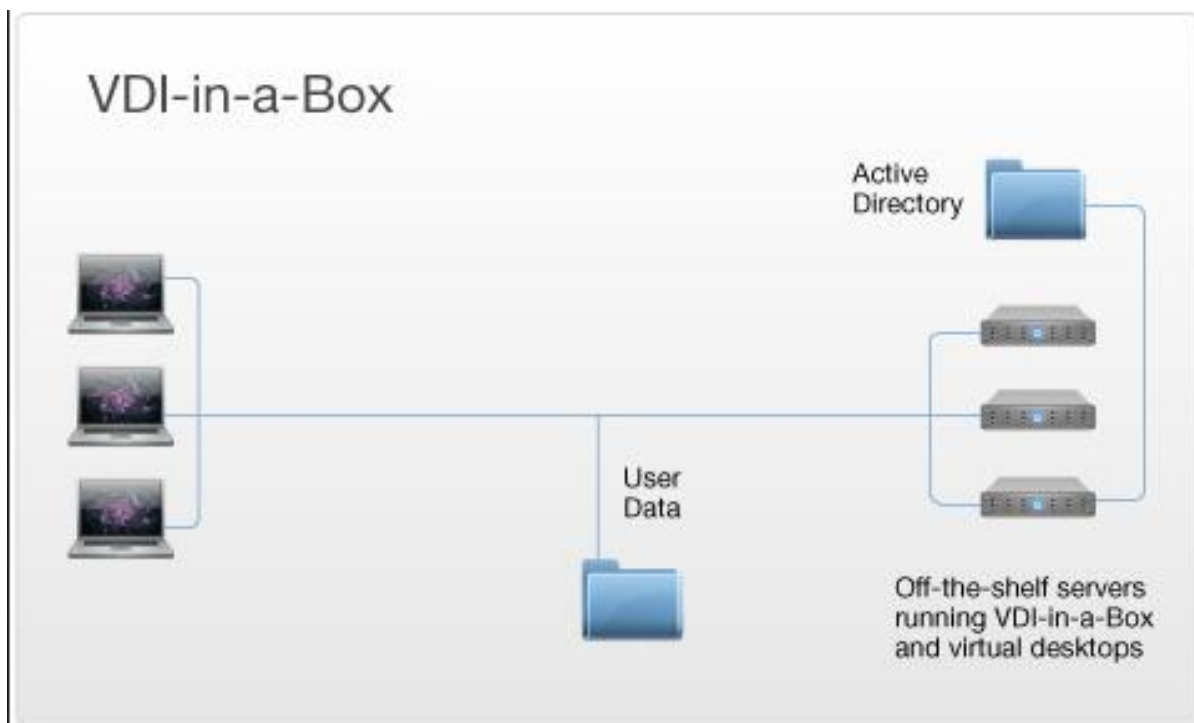 VDI-in-a-Box
Active
Directory
User
Data
Off-the-shelf servers
running VDI-in-a-Box
and virtual desktops